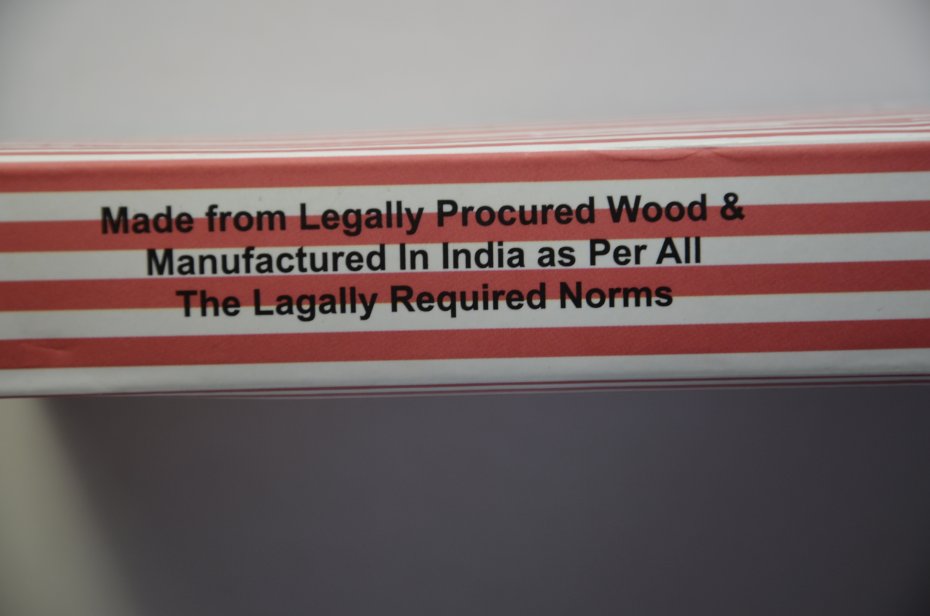 Made from Legally Procured Wood &
Manufactured In India as Per All
The Lagally Required Norms